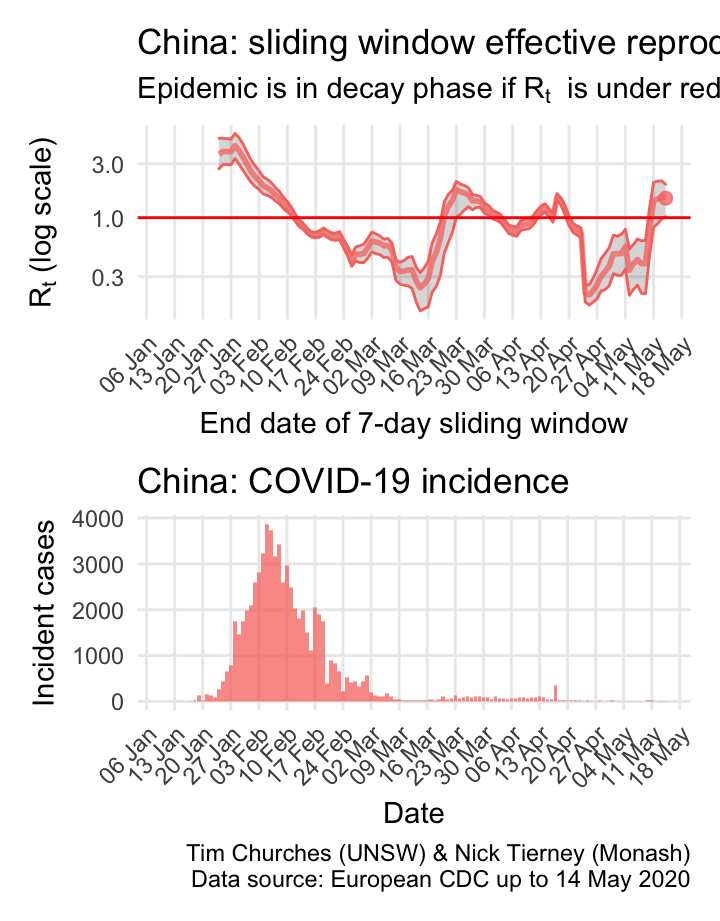 China: sliding window effective reprod
Epidemic is in decay phase if Rt is under red
Rt (log scale)
3.0
1.0
0.3
06 Jan
13 Jan
20 Jan
27 Jan
03 Feb
10 Feb
17 Feb
24 Feb
02 Mar
09 Mar
16 Mar
23 Mar
30 Mar
06 Apr
13 Apr
20 Apr
27 Apr
04 May
11 May
18 May
End date of 7-day sliding window
China: COVID-19 incidence
Incident cases
4000
3000
2000
1000
0
06 Jan
13 Jan
20 Jan
27 Jan
03 Feb
10 Feb
17 Feb
24 Feb
02 Mar
09 Mar
16 Mar
23 Mar
30 Mar
06 Apr
13 Apr
20 Apr
27 Apr
04 May
11 May
18 May
Date
Tim Churches (UNSW) & Nick Tierney (Monash)
Data source: European CDC up to 14 May 2020